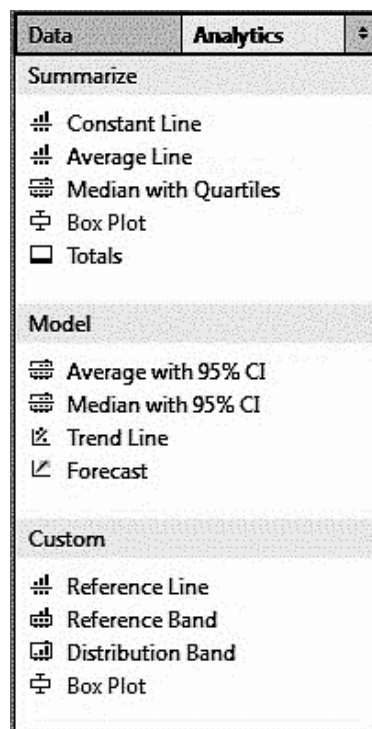 Data Analytics
Summarize
Constant Line
Average Line
Median with Quartiles
Box Plot
Totals
Model
Average with 95% CI
Median with 95% CI
Trend Line
Forecast
Custom
Reference Line
Reference Band
Distribution Band
Box Plot